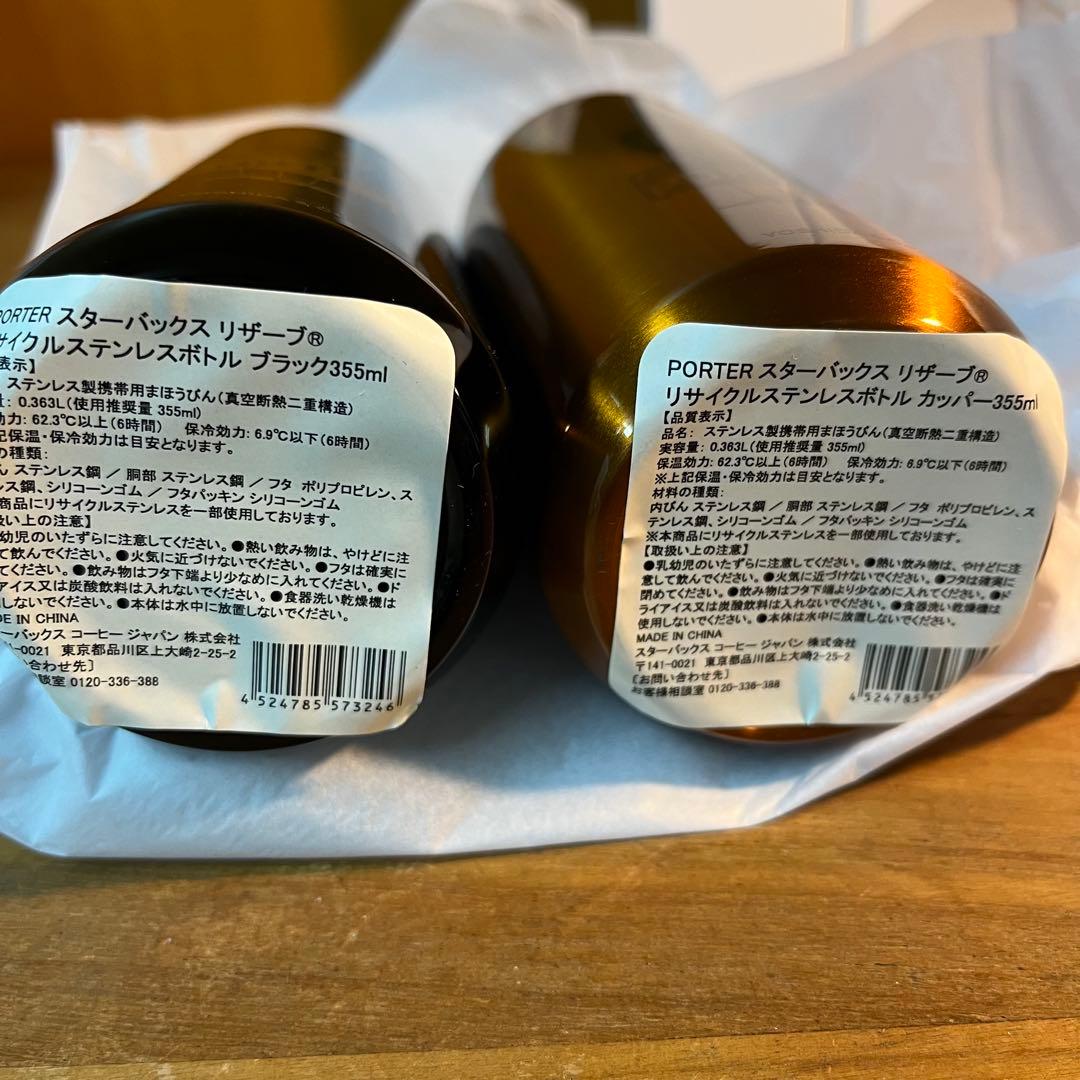 PORTER スターバックス リザーブ®
サイクルステンレスボトル ブラック355ml
表示】
ステンレス製携帯用まほうびん（真空断熱二重構造）
: 0.363L（使用推奨量 355ml）
力: 62.3℃以上（6時間） 保冷効力: 6.9℃以下（6時間）
記保温・保冷効力は目安となります。
の種類:
ん ステンレス鋼 ／ 胴部 ステンレス鋼 ／ フタ ポリプロピレン、ス
レス鋼、シリコーンゴム ／ フタパッキン シリコーンゴム
商品にリサイクルステンレスを一部使用しております。
扱い上の注意】
幼児のいたずらに注意してください。●熱い飲み物は、やけどに注
て飲んでください。●火気に近づけないでください。●フタは確実に
てください。●飲み物はフタ下端より少なめに入れてください。●ド
アイス又は炭酸飲料は入れないでください。●食器洗い乾燥機は
しないでください。●本体は水中に放置しないでください。
IN CHINA
ーバックス コーヒー ジャパン 株式会社
-0021 東京都品川区上大崎2-25-2
い合わせ先〕
談室 0120-336-388
4 524785 573246
PORTER スターバックス リザーブ®
リサイクルステンレスボトル カッパー355ml
【品質表示】
品名: ステンレス製携帯用まほうびん（真空断熱二重構造）
実容量: 0.363L（使用推奨量 355ml）
保温効力: 62.3℃以上（6時間） 保冷効力: 6.9℃以下（6時間）
※上記保温・保冷効力は目安となります。
材料の種類:
内びん ステンレス鋼 ／ 胴部 ステンレス鋼 ／ フタ ポリプロピレン、ス
テンレス鋼、シリコーンゴム ／ フタパッキン シリコーンゴム
※本商品にリサイクルステンレスを一部使用しております。
【取扱い上の注意】
●乳幼児のいたずらに注意してください。●熱い飲み物は、やけどに注
意して飲んでください。●火気に近づけないでください。●フタは確実に
閉めてください。●飲み物はフタ下端より少なめに入れてください。●ド
ライアイス又は炭酸飲料は入れないでください。●食器洗い乾燥機は
使用しないでください。●本体は水中に放置しないでください。
MADE IN CHINA
スターバックス コーヒー ジャパン 株式会社
〒141-0021 東京都品川区上大崎2-25-2
〔お問い合わせ先〕
お客様相談室 0120-336-388
4 524785